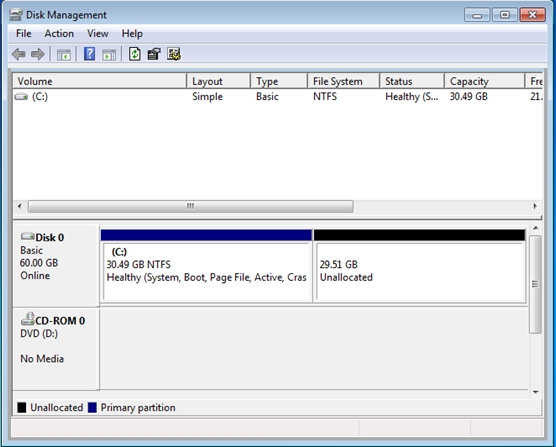 Disk Management
File Action View Help
Volume Layout Type File System Status Capacity Fre
(C:) Simple Basic NTFS Healthy (S... 30.49 GB 21.
Disk 0
Basic
60.00 GB
Online
(C:)
30.49 GB NTFS
Healthy (System, Boot, Page File, Active, Cras
29.51 GB
Unallocated
CD-ROM 0
DVD (D:)
No Media
Unallocated Primary partition